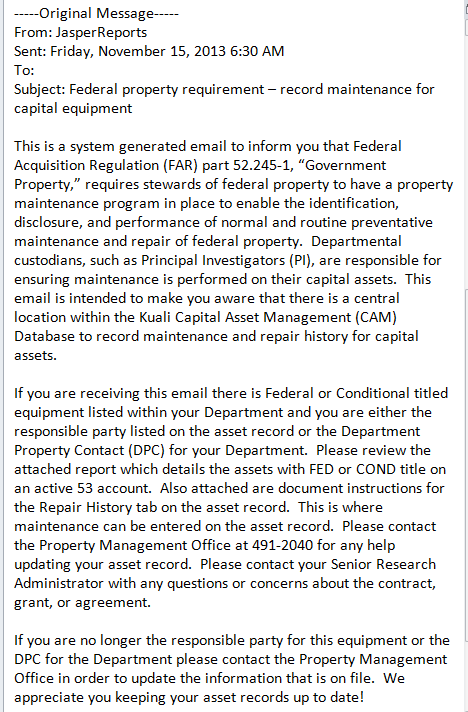 -----Original Message-----
From: JasperReports
Sent: Friday, November 15, 2013 6:30 AM
To:
Subject: Federal property requirement – record maintenance for
capital equipment
This is a system generated email to inform you that Federal
Acquisition Regulation (FAR) part 52.245-1, “Government
Property,” requires stewards of federal property to have a property
maintenance program in place to enable the identification,
disclosure, and performance of normal and routine preventative
maintenance and repair of federal property.  Departmental
custodians, such as Principal Investigators (PI), are responsible for
ensuring maintenance is performed on their capital assets.  This
email is intended to make you aware that there is a central
location within the Kuali Capital Asset Management (CAM)
Database to record maintenance and repair history for capital
assets.
If you are receiving this email there is Federal or Conditional titled
equipment listed within your Department and you are either the
responsible party listed on the asset record or the Department
Property Contact (DPC) for your Department.  Please review the
attached report which details the assets with FED or COND title on
an active 53 account.  Also attached are document instructions for
the Repair History tab on the asset record.  This is where
maintenance can be entered on the asset record.  Please contact
the Property Management Office at 491-2040 for any help
updating your asset record.  Please contact your Senior Research
Administrator with any questions or concerns about the contract,
grant, or agreement.
If you are no longer the responsible party for this equipment or the
DPC for the Department please contact the Property Management
Office in order to update the information that is on file.  We
appreciate you keeping your asset records up to date!